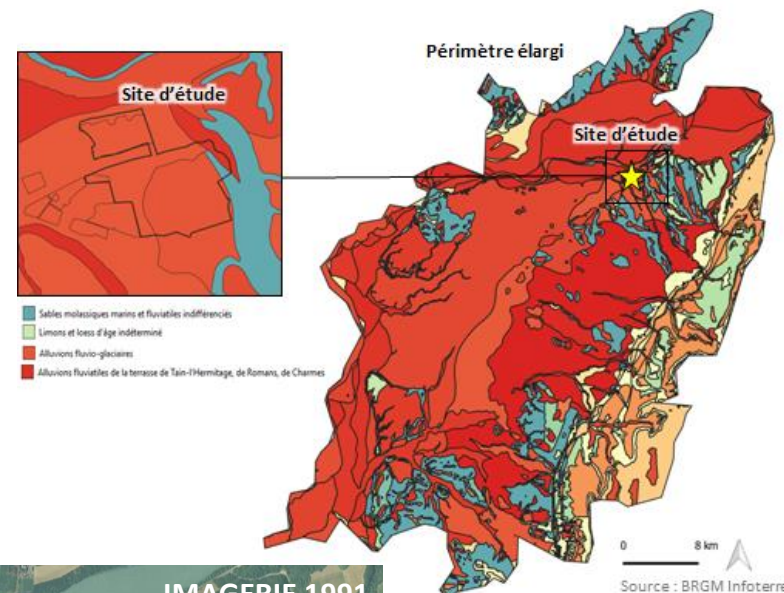 Périmètre élargi
Site d'étude
Site d'étude
Sables molassiques marins et fluviatiles indifférenciés
Limons et loess d'âge indéterminé
Alluvions fluvio-glaciaires
Alluvions fluviatiles de la terrasse de Tain-l'Hermitage, de Romans, de Charmes
0 8 km
Source : BRGM Infoterre
IMAGERIE 1991